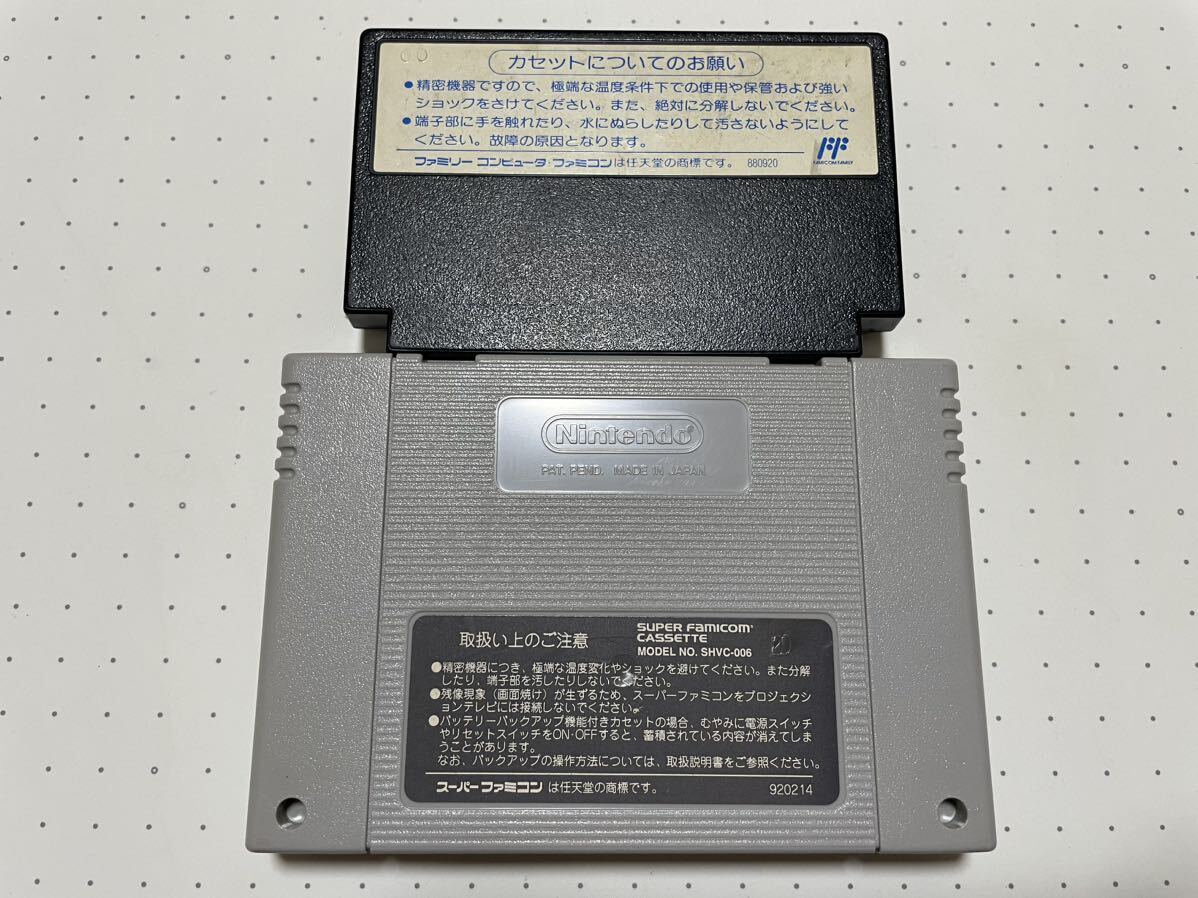 カセットについてのお願い
●精密機器ですので、極端な温度条件下での使用や保管および強い
ショックをさけてください。また、絶対に分解しないでください。
●端子部に手を触れたり、水にぬらしたりして汚さないようにして
ください。故障の原因となります。
FAMICOM FAMILY
ファミリー コンピュータ・ファミコンは任天堂の商標です。 880920
Nintendo®
PAT. PEND. MADE IN JAPAN
取扱い上のご注意
SUPER FAMICOM
CASSETTE
MODEL NO. SHVC-006
20
●精密機器につき、極端な温度変化やショックを避けてください。また分解
したり、端子部を汚したりしないでください。
●残像現象（画面焼け）が生ずるため、スーパーファミコンをプロジェクシ
ョンテレビには接続しないでください。
●バッテリーバックアップ機能付きカセットの場合、むやみに電源スイッチ
やリセットスイッチをON・OFFすると、蓄積されている内容が消えてしま
うことがあります。
なお、バックアップの操作方法については、取扱説明書をご参照ください。
スーパーファミコン は任天堂の商標です。 920214